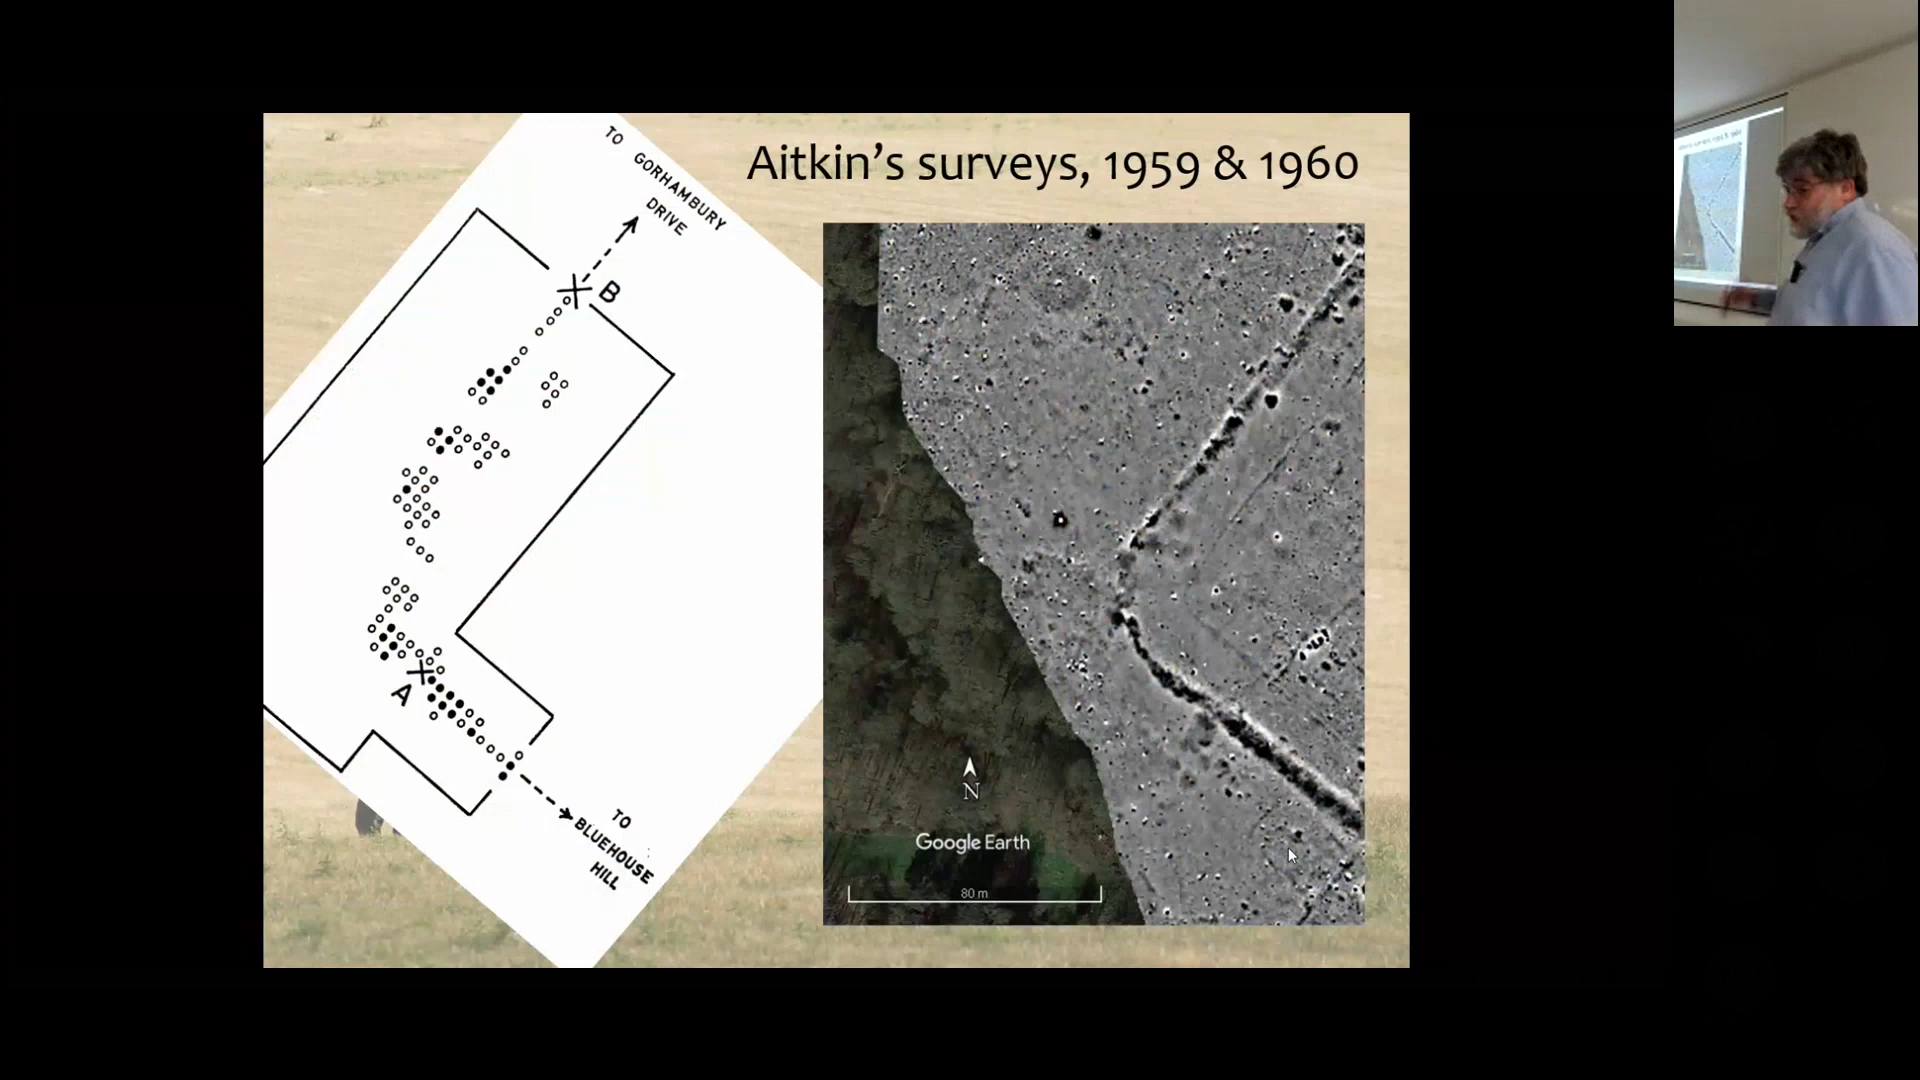 Aitkin's surveys, 1959 & 1960
TO GORHAMBURY
DRIVE
B
A
TO
BLUEHOUSE
HILL
N
Google Earth
80 m